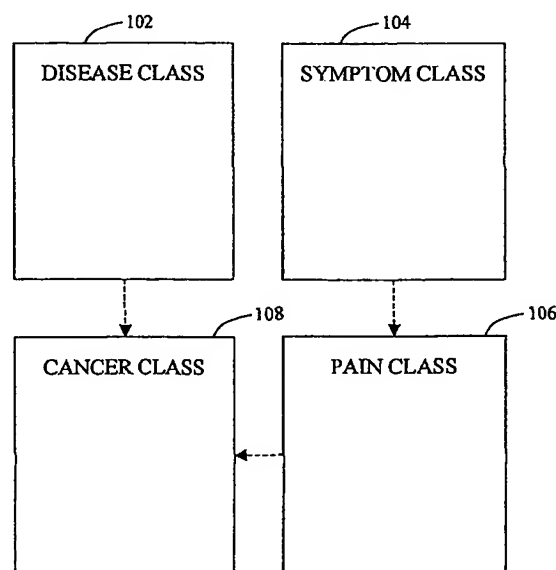 102
104
DISEASE CLASS
SYMPTOM CLASS
108
106
CANCER CLASS
PAIN CLASS